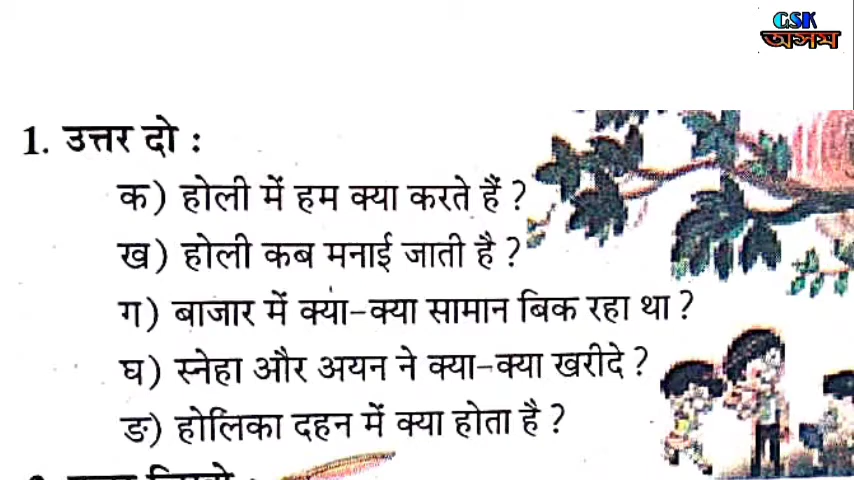 GSK
অসম
1. उत्तर दो :
क) होली में हम क्या करते हैं ?
ख) होली कब मनाई जाती है ?
ग) बाजार में क्या-क्या सामान बिक रहा था ?
घ) स्नेहा और अयन ने क्या-क्या खरीदे ?
ङ) होलिका दहन में क्या होता है ?